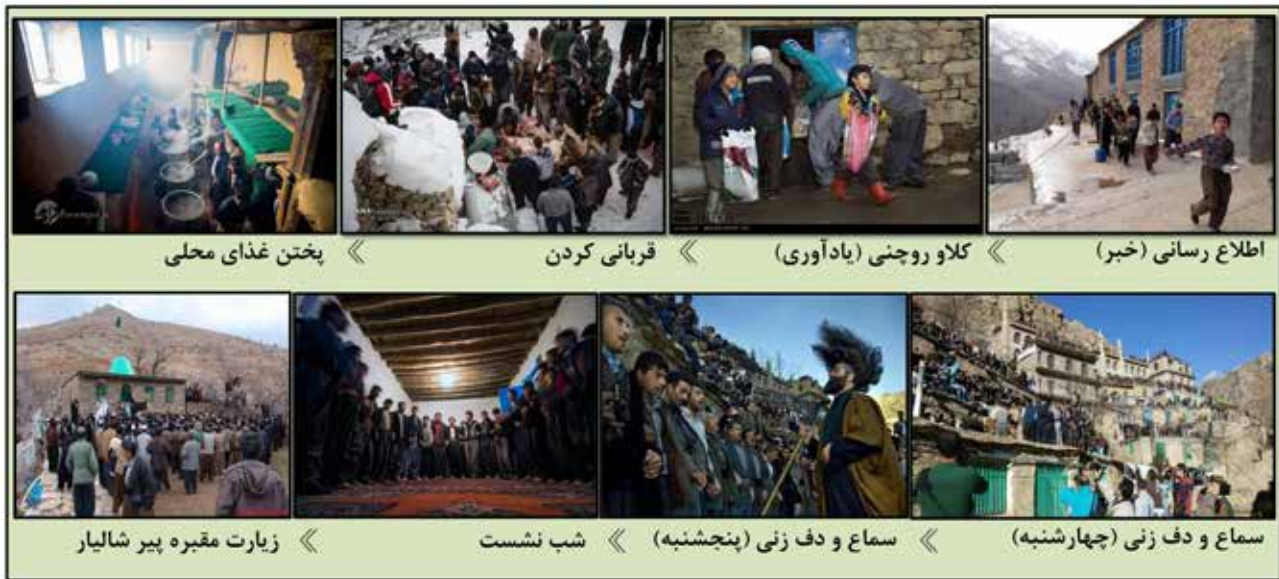 اطلاع رسانی (خبر) » کلاو روچنی (یادآوری) » قربانی کردن » پختن غذای محلی
سماع و دف زنی (چهارشنبه) » سماع و دف زنی (پنجشنبه) » شب نشست » زیارت مقبره پیر شالیار